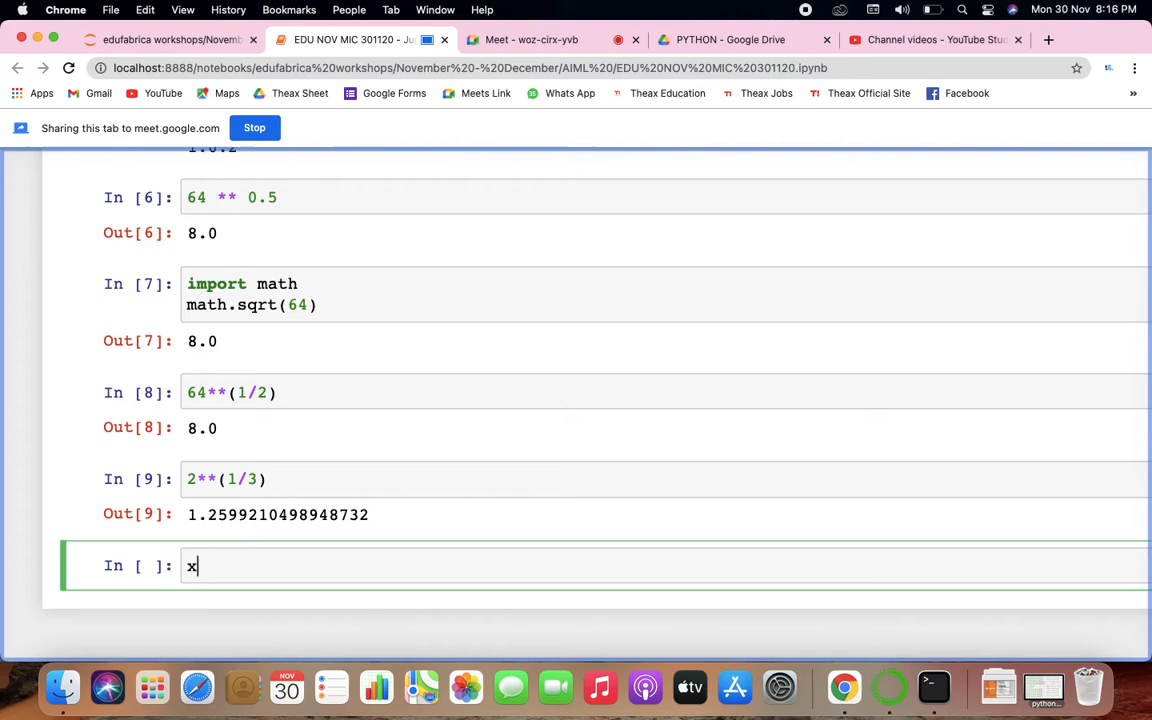 Chrome File Edit View History Bookmarks People Tab Window Help Mon 30 Nov 8:16 PM
edufabrica workshops/Novemb EDU NOV MIC 301120 - Ju Meet - woz-cirx-yvb PYTHON - Google Drive Channel videos - YouTube Stu
localhost:8888/notebooks/edufabrica%20workshops/November%20-%20December/AIML%20/EDU%20NOV%20MIC%20301120.ipynb
Apps Gmail YouTube Maps Theax Sheet Google Forms Meets Link Whats App Theax Education Theax Jobs Theax Official Site Facebook »
Sharing this tab to meet.google.com Stop
In [6]: 64 ** 0.5
Out[6]: 8.0
In [7]: import math
math.sqrt(64)
Out[7]: 8.0
In [8]: 64**(1/2)
Out[8]: 8.0
In [9]: 2**(1/3)
Out[9]: 1.2599210498948732
In [ ]: x
NOV
30
tv
python...